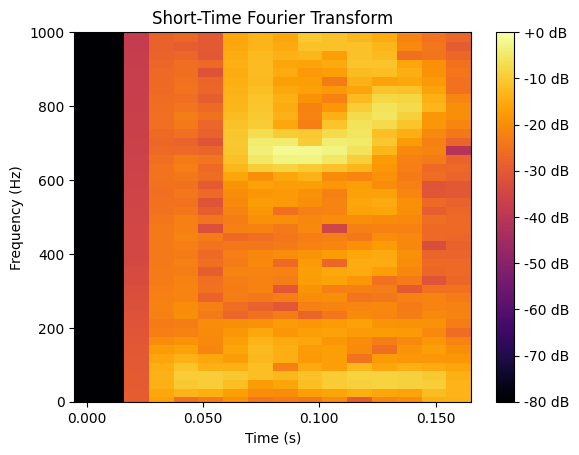 Short-Time Fourier Transform
1000
800
600
400
200
0
Frequency (Hz)
0.000
0.050
0.100
0.150
Time (s)
+0 dB
-10 dB
-20 dB
-30 dB
-40 dB
-50 dB
-60 dB
-70 dB
-80 dB